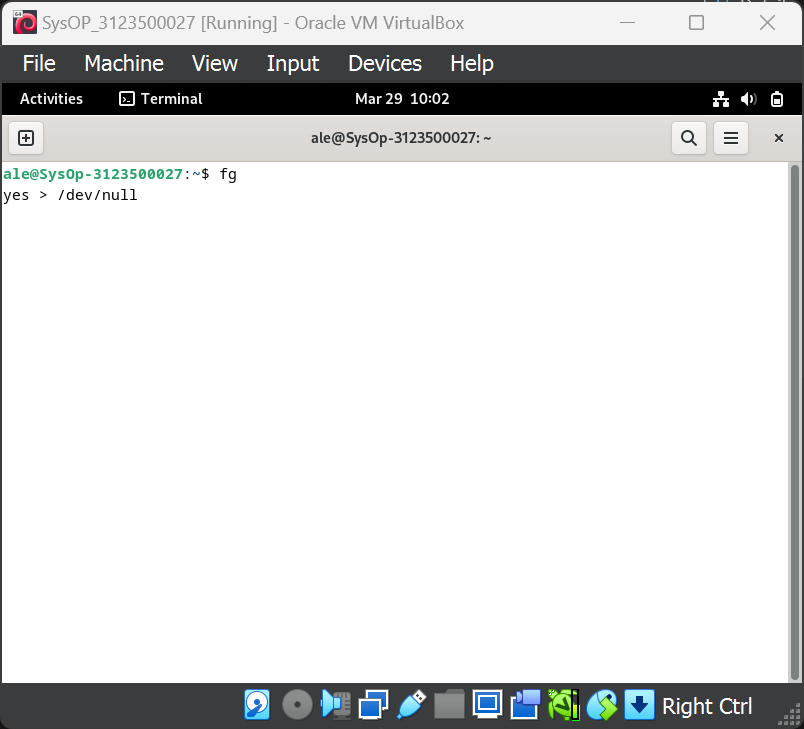 SysOP_3123500027 [Running] - Oracle VM VirtualBox
File Machine View Input Devices Help
Activities Terminal Mar 29 10:02
ale@SysOp-3123500027: ~
ale@SysOp-3123500027:~$ fg
yes > /dev/null
Right Ctrl